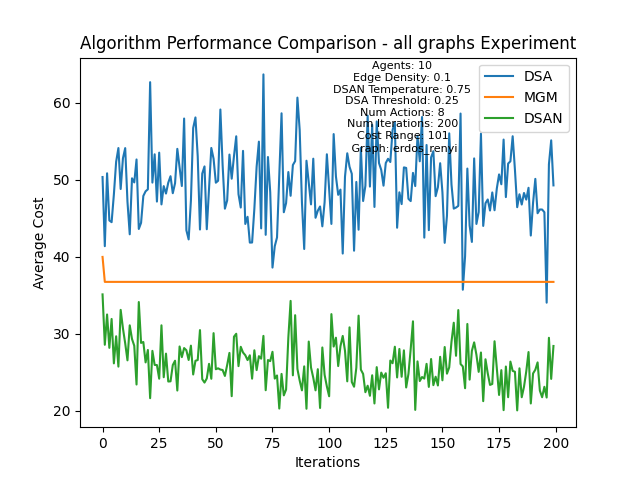 Algorithm Performance Comparison - all graphs Experiment
Agents: 10
Edge Density: 0.1
DSAN Temperature: 0.75
DSA Threshold: 0.25
Num Actions: 8
Num Iterations: 200
Cost Range: 101
Graph: erdos_renyi
DSA
MGM
DSAN
Average Cost
60
50
40
30
20
0
25
50
75
100
125
150
175
200
Iterations